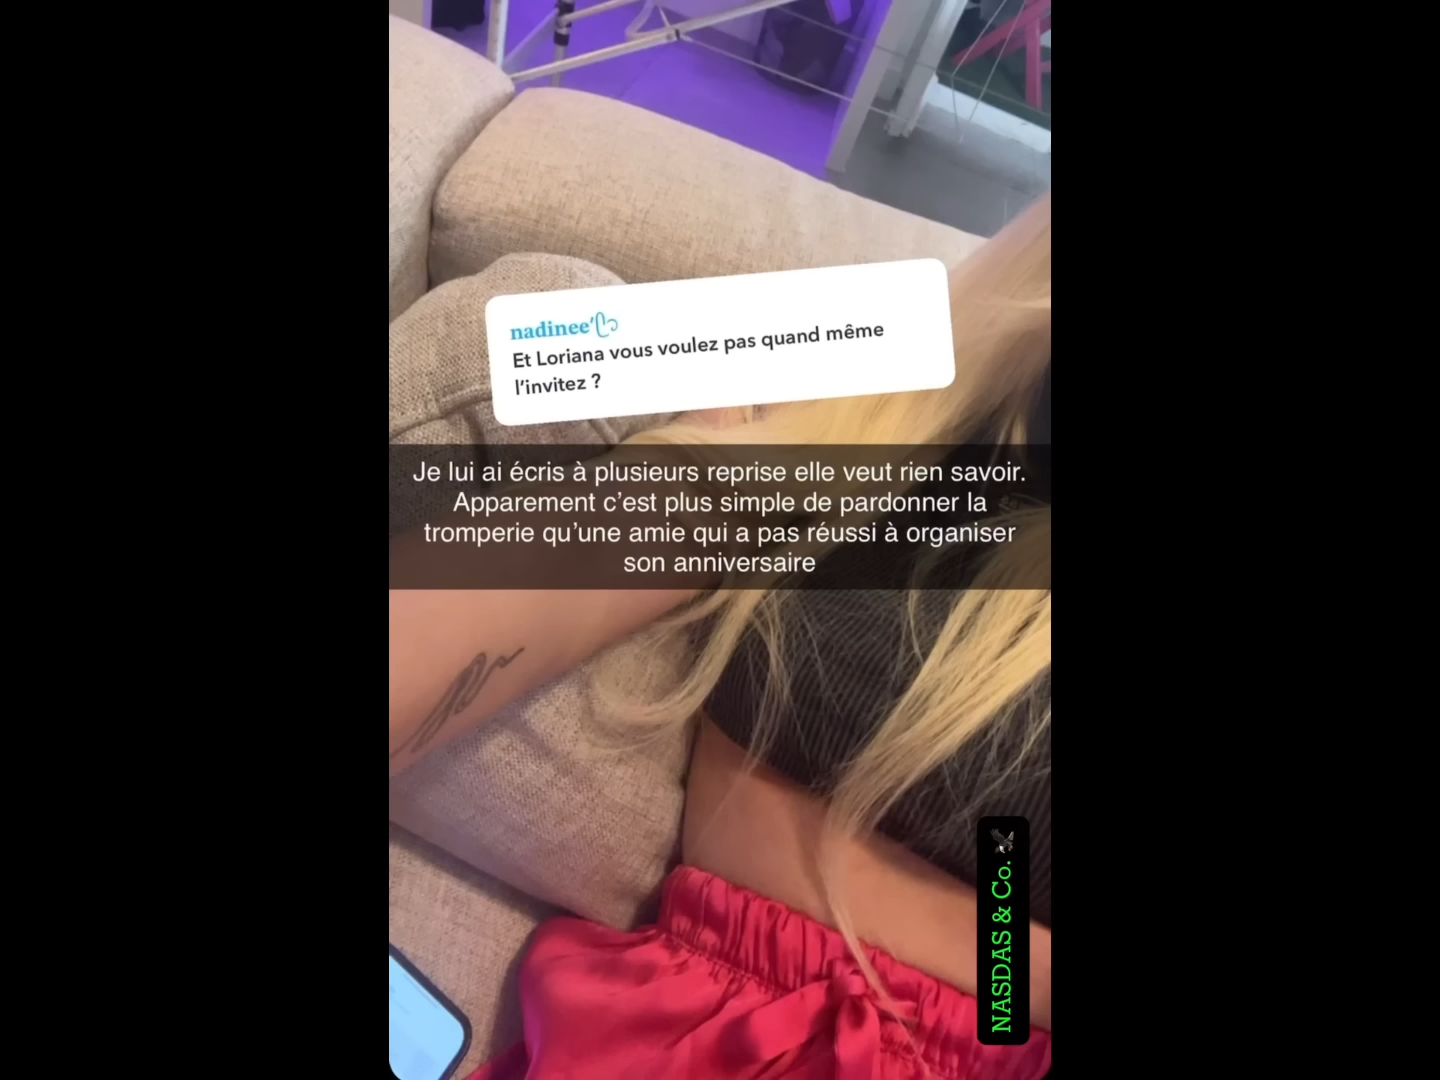 nadinee'
Et Loriana vous voulez pas quand même
l'invitez ?
Je lui ai écris à plusieurs reprise elle veut rien savoir.
Apparement c'est plus simple de pardonner la
tromperie qu'une amie qui a pas réussi à organiser
son anniversaire
NASDAS & Co.